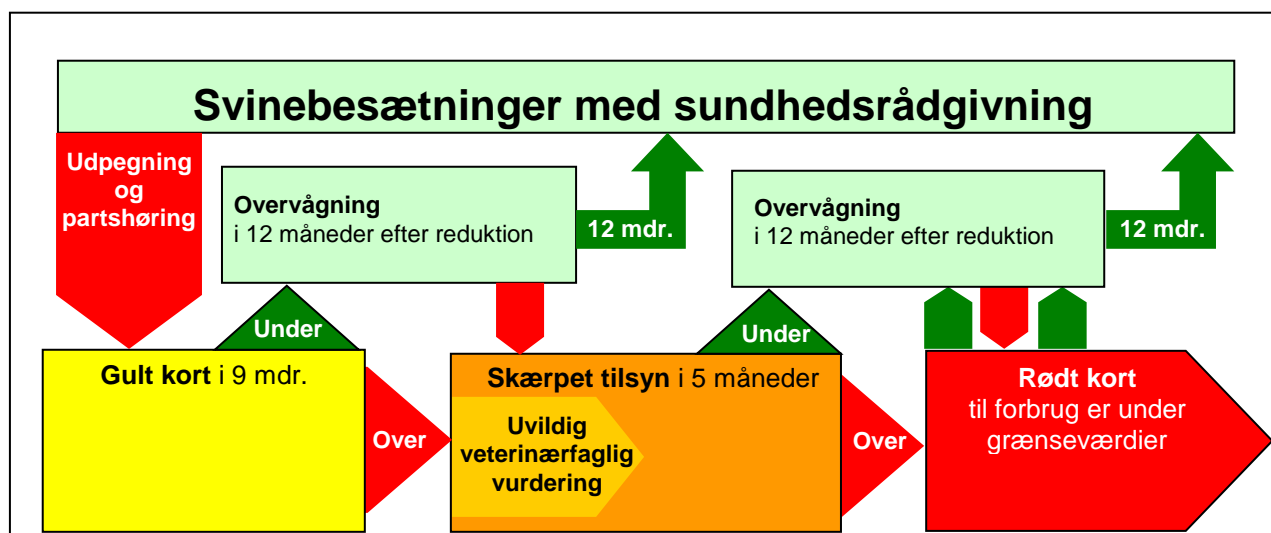 Svinebesætninger med sundhedsrådgivning
Udpegning
og
partshøring
Overvågning
i 12 måneder efter reduktion
12 mdr.
Overvågning
i 12 måneder efter reduktion
12 mdr.
Under
Under
Gult kort i 9 mdr.
Over
Skærpet tilsyn i 5 måneder
Uvildig
veterinærfaglig
vurdering
Over
Rødt kort
til forbrug er under
grænseværdier